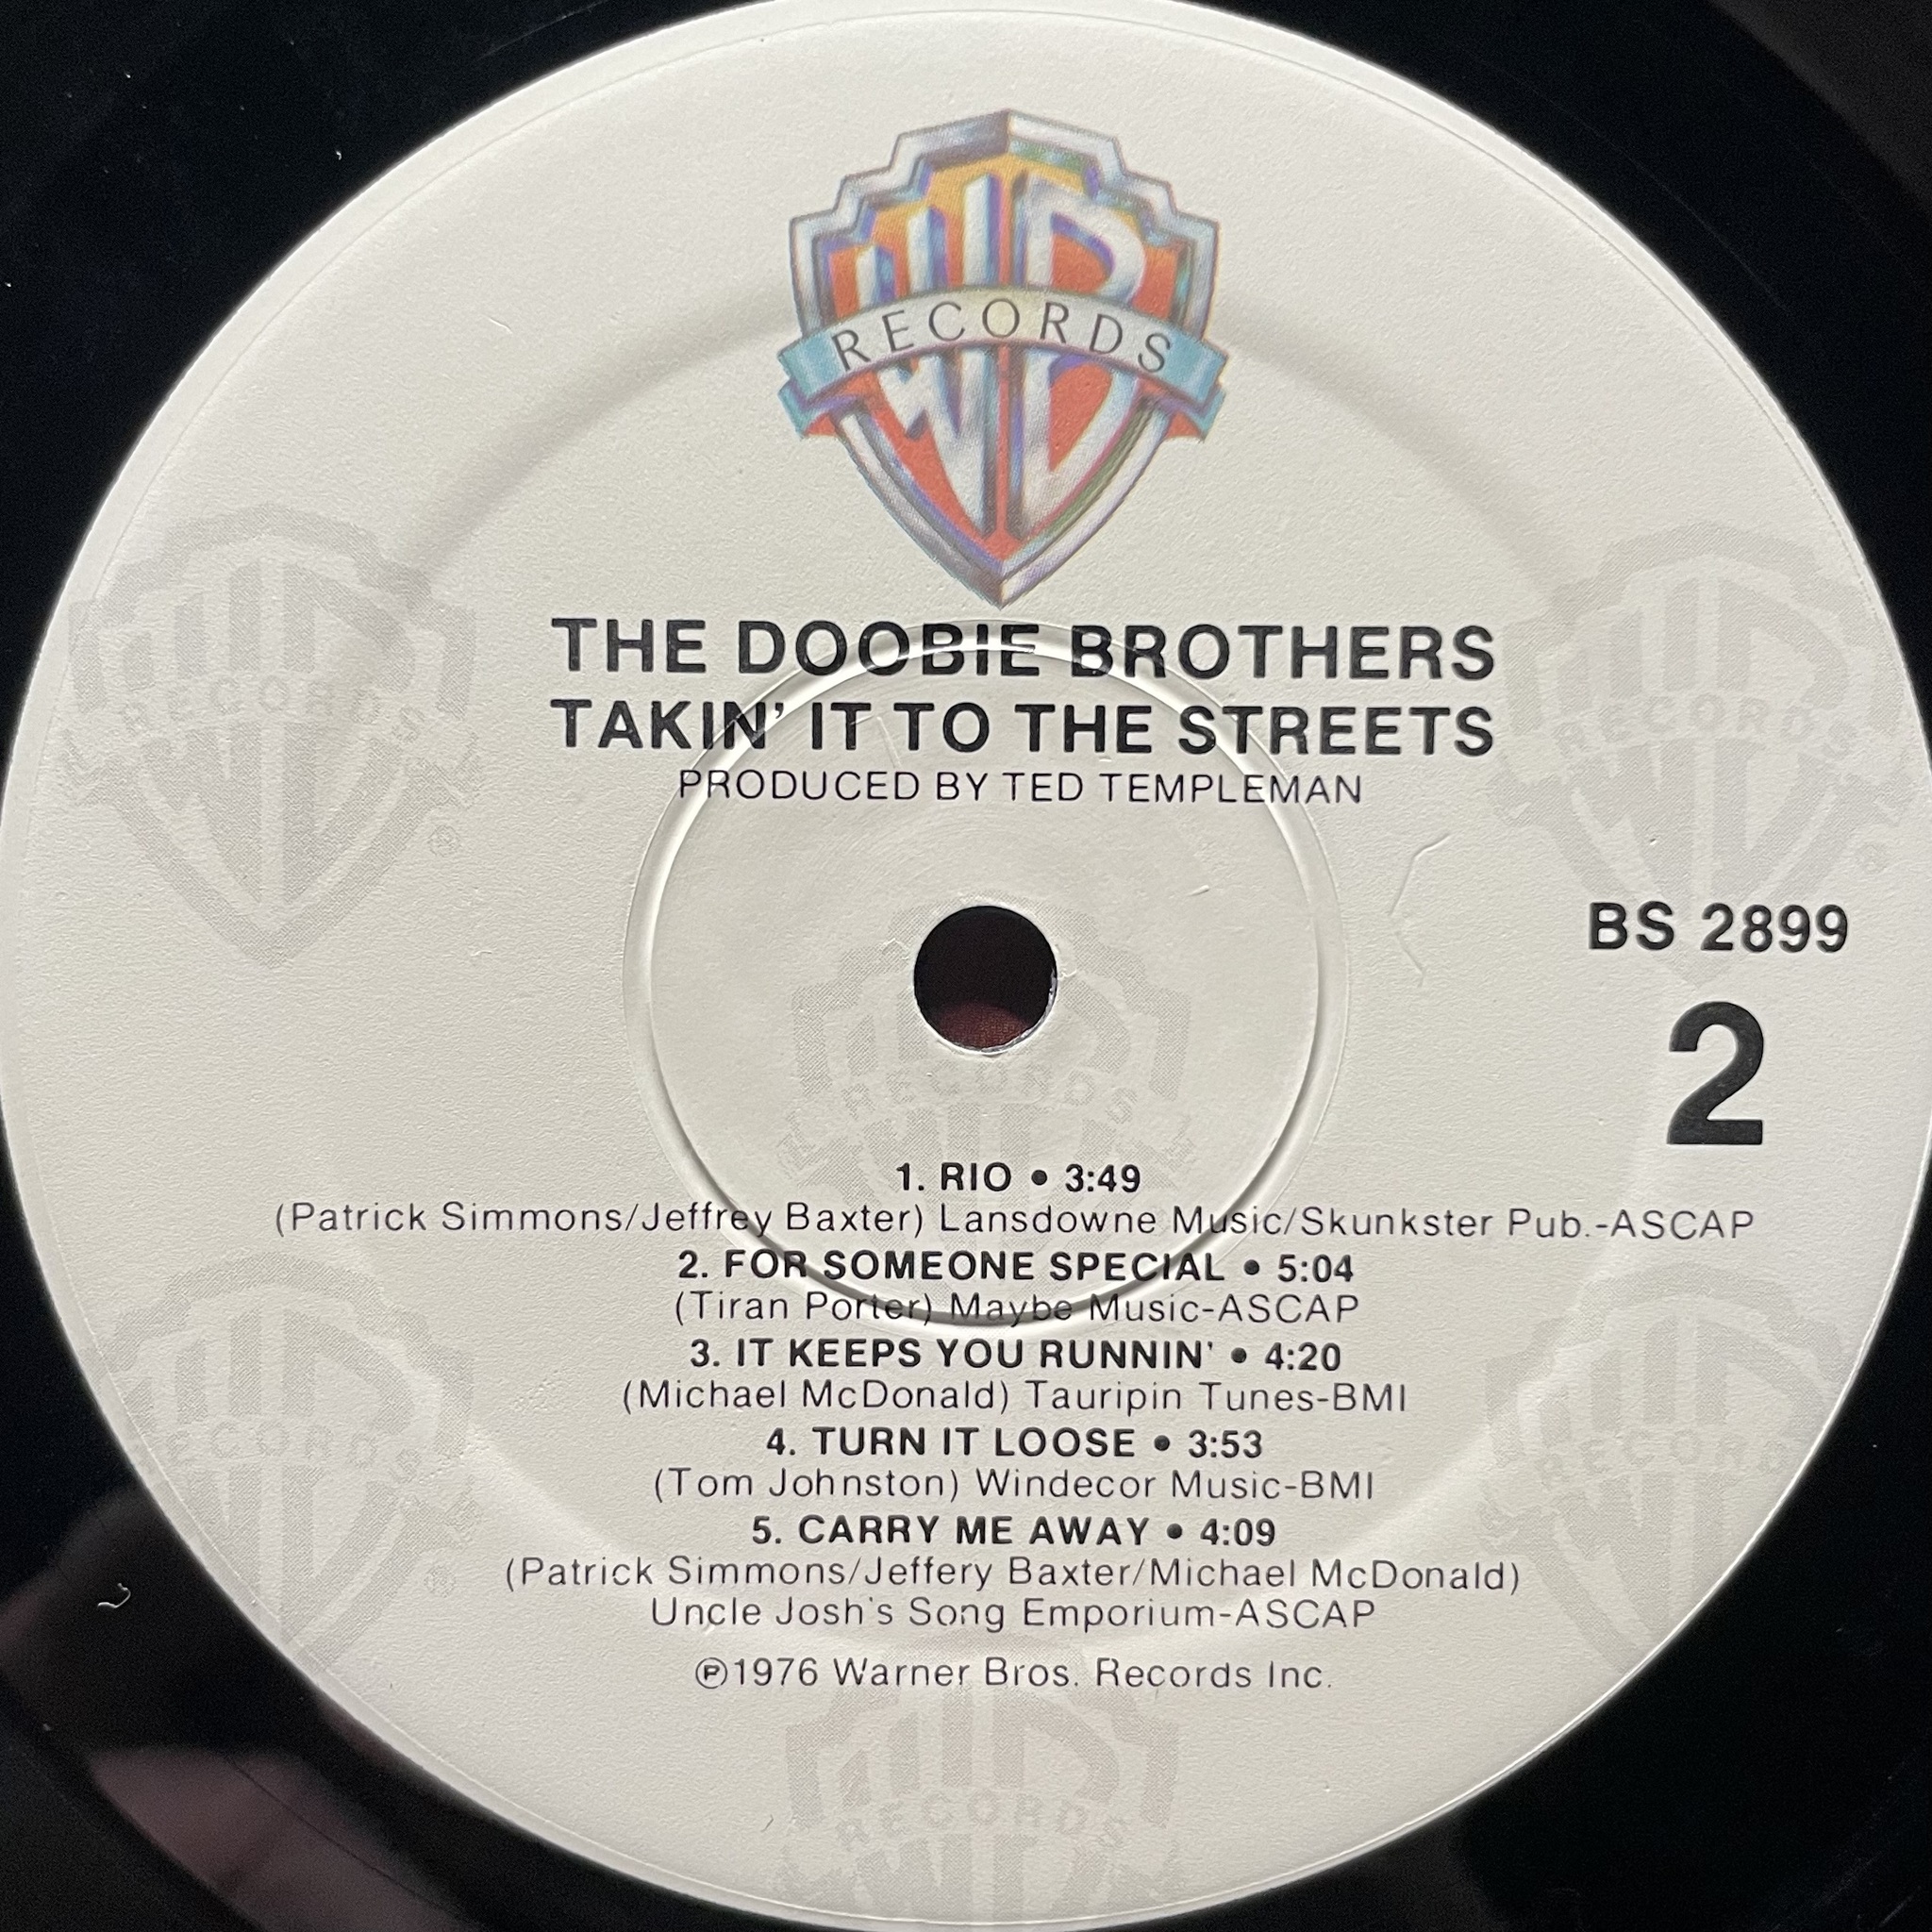 WB
RECORDS
THE DOOBIE BROTHERS
TAKIN' IT TO THE STREETS
PRODUCED BY TED TEMPLEMAN
BS 2899
2
1. RIO • 3:49
(Patrick Simmons/Jeffrey Baxter) Lansdowne Music/Skunkster Pub.-ASCAP
2. FOR SOMEONE SPECIAL • 5:04
(Tiran Porter) Maybe Music-ASCAP
3. IT KEEPS YOU RUNNIN' • 4:20
(Michael McDonald) Tauripin Tunes-BMI
4. TURN IT LOOSE • 3:53
(Tom Johnston) Windecor Music-BMI
5. CARRY ME AWAY • 4:09
(Patrick Simmons/Jeffery Baxter/Michael McDonald)
Uncle Josh's Song Emporium-ASCAP
℗1976 Warner Bros. Records Inc.